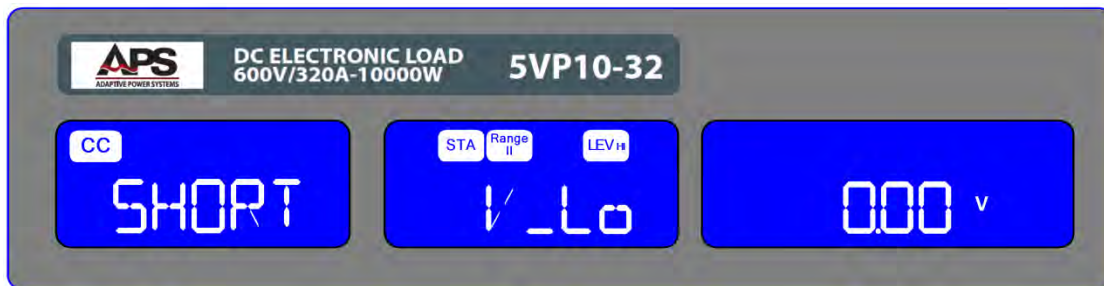 APS
ADAPTIVE POWER SYSTEMS
DC ELECTRONIC LOAD
600V/320A-10000W
5VP10-32
CC
SHORT
STA
Range
II
LEV HI
V_Lo
0.00 V